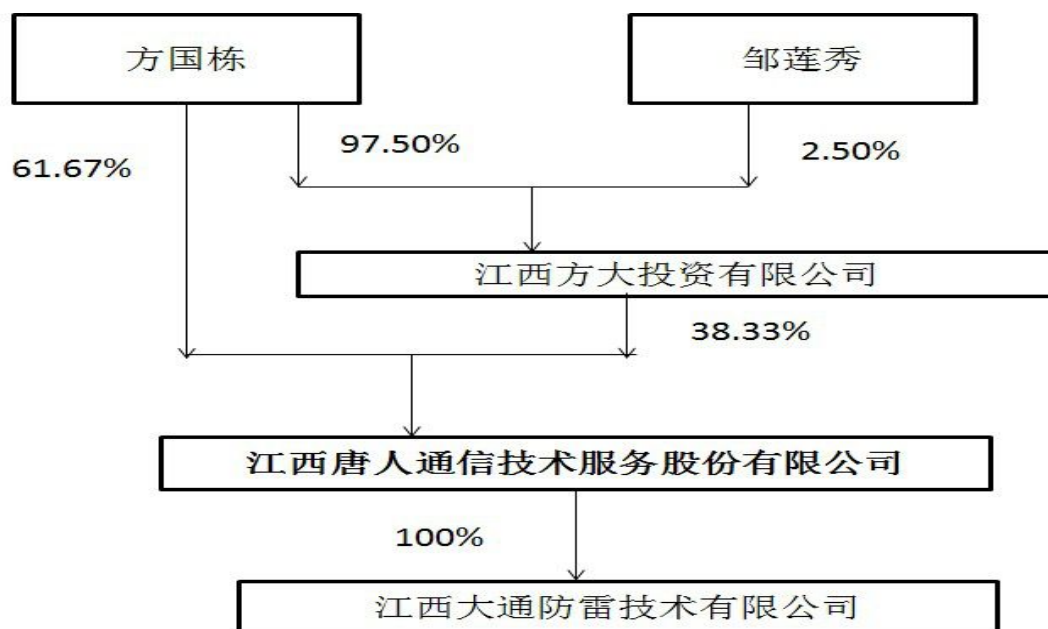 方国栋
邹莲秀
61.67%
97.50%
2.50%
江西方大投资有限公司
38.33%
江西唐人通信技术服务股份有限公司
100%
江西大通防雷技术有限公司